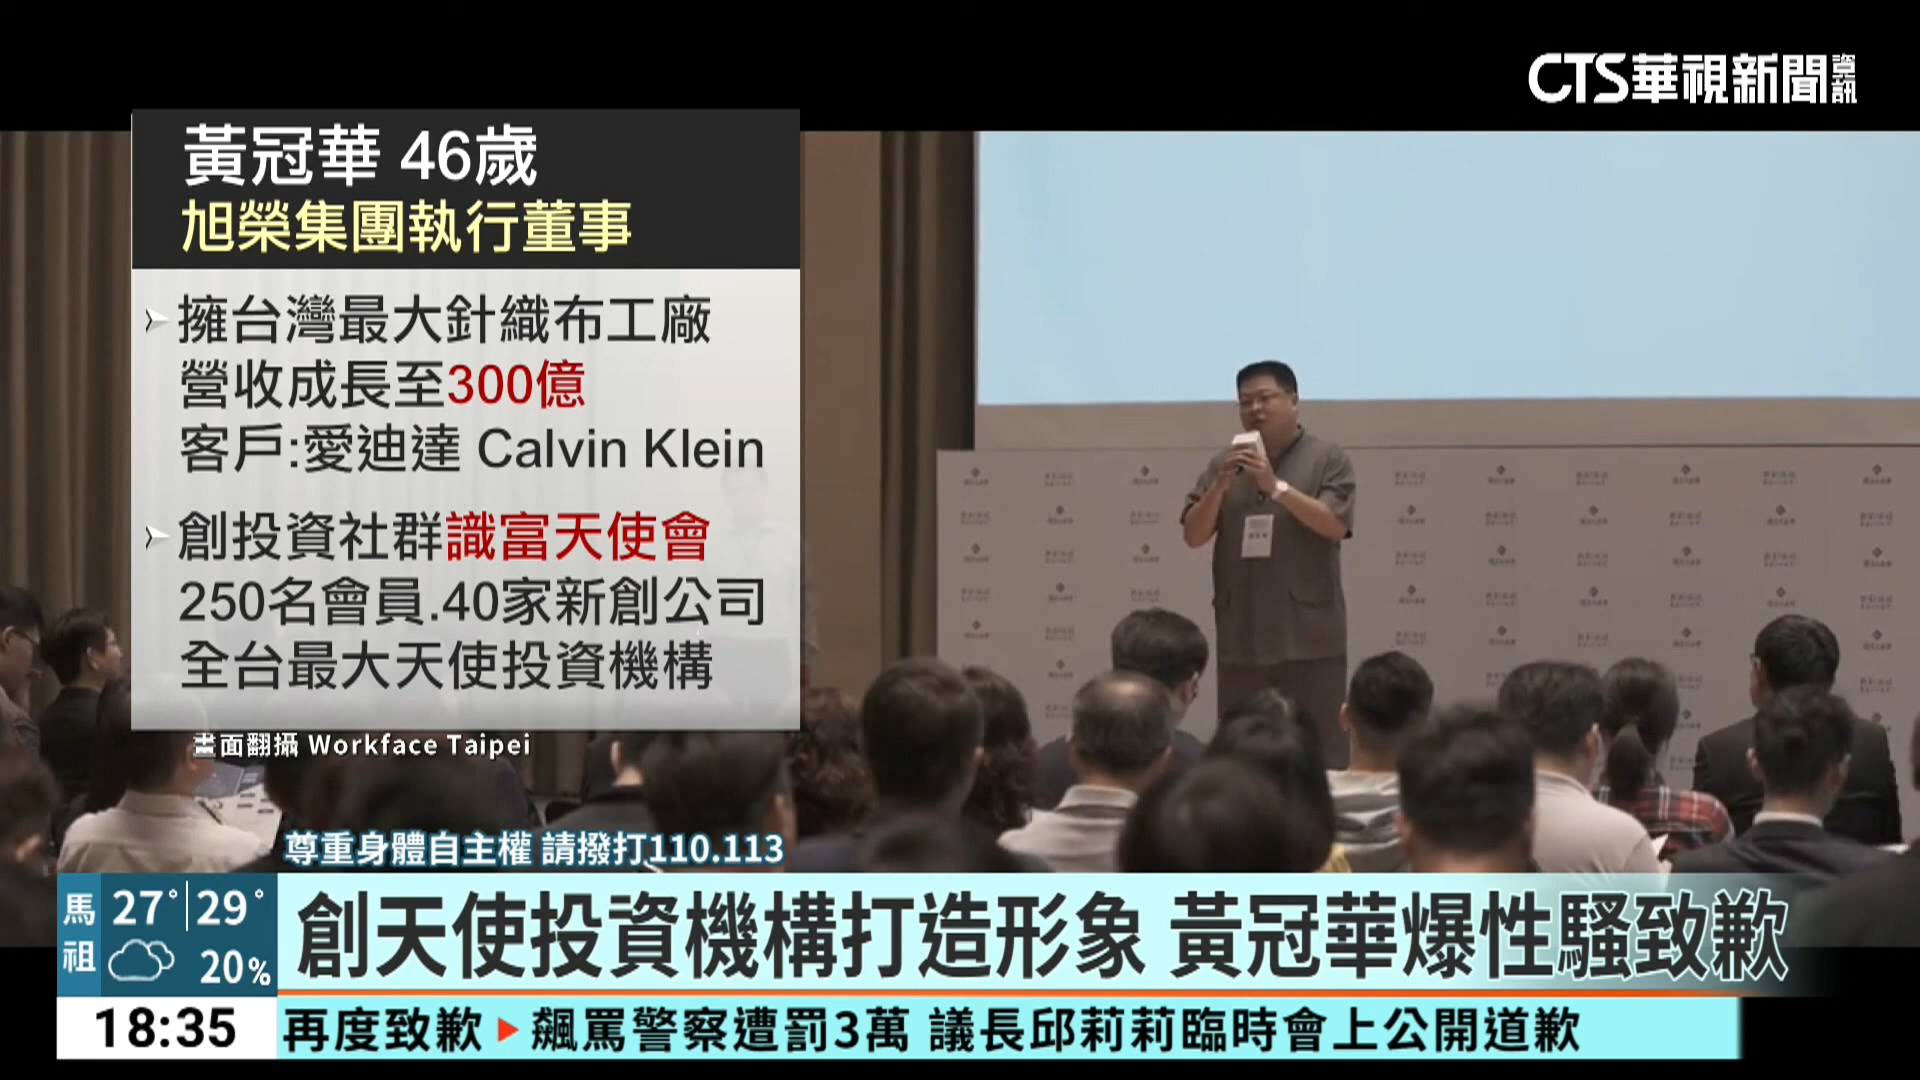 CTS華視新聞資訊
黃冠華 46歲
旭榮集團執行董事
擁台灣最大針織布工廠
營收成長至300億
客戶:愛迪達 Calvin Klein
創投資社群識富天使會
250名會員.40家新創公司
全台最大天使投資機構
畫面翻攝 Workface Taipei
尊重身體自主權 請撥打110.113
馬祖 27° 29° 20%
創天使投資機構打造形象 黃冠華爆性騷致歉
18:35
再度致歉▶飆罵警察遭罰3萬 議長邱莉莉臨時會上公開道歉